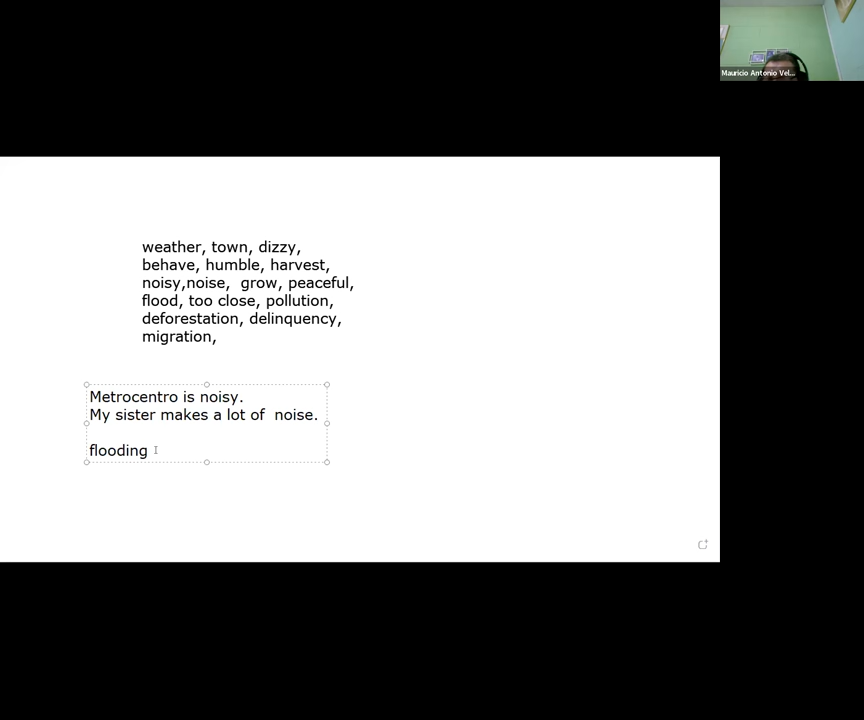 Mauricio Antonio Vel...
weather, town, dizzy,
behave, humble, harvest,
noisy,noise,  grow, peaceful,
flood, too close, pollution,
deforestation, delinquency,
migration,
Metrocentro is noisy.
My sister makes a lot of  noise.
flooding